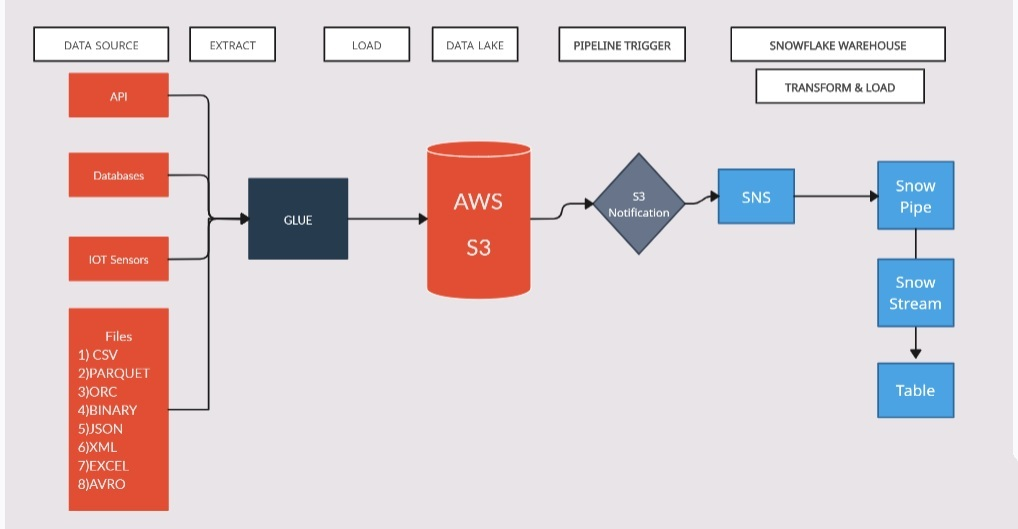 DATA SOURCE
EXTRACT
LOAD
DATA LAKE
PIPELINE TRIGGER
SNOWFLAKE WAREHOUSE
TRANSFORM & LOAD
API
Databases
IOT Sensors
Files
1) CSV
2)PARQUET
3)ORC
4)BINARY
5)JSON
6)XML
7)EXCEL
8)AVRO
GLUE
AWS
S3
S3
Notification
SNS
Snow
Pipe
Snow
Stream
Table